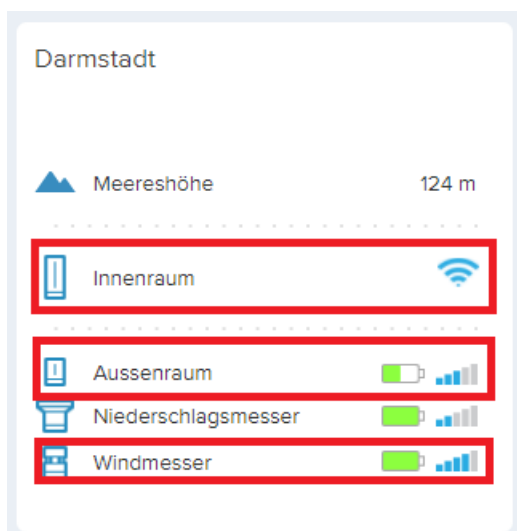 Darmstadt
Meereshöhe 124 m
Innenraum
Aussenraum
Niederschlagsmesser
Windmesser